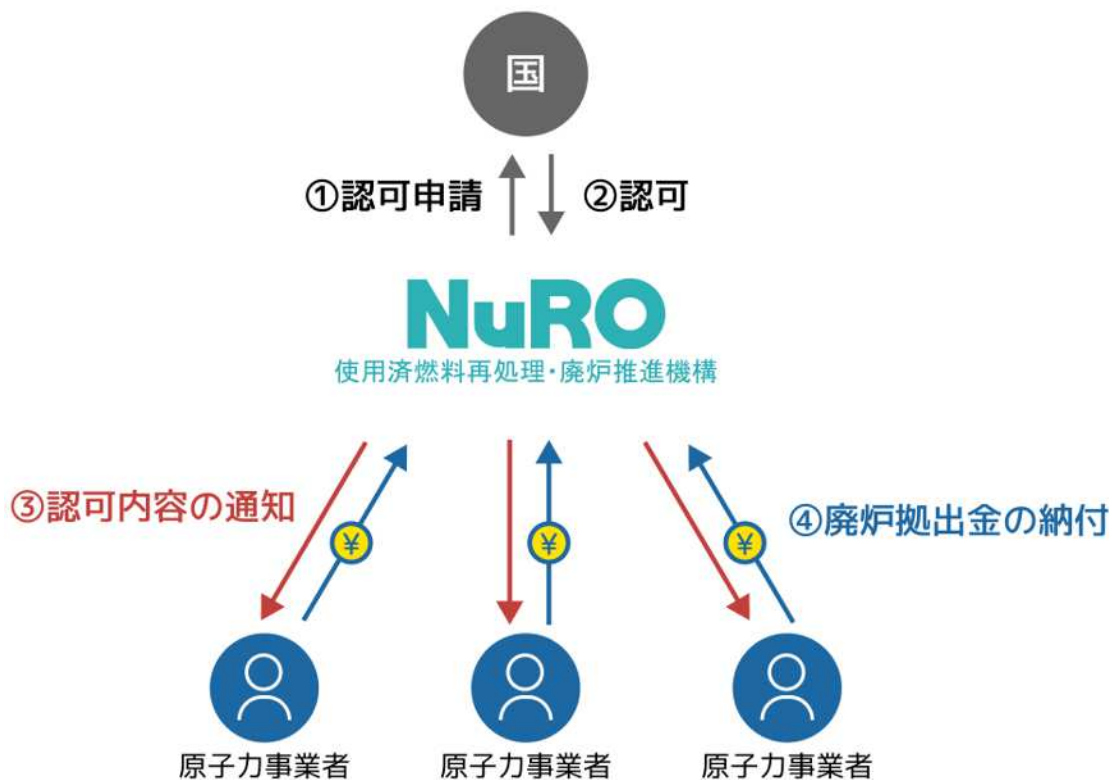 国
①認可申請
②認可
NuRO
使用済燃料再処理・廃炉推進機構
③認可内容の通知
④廃炉拠出金の納付
¥
¥
¥
原子力事業者
原子力事業者
原子力事業者